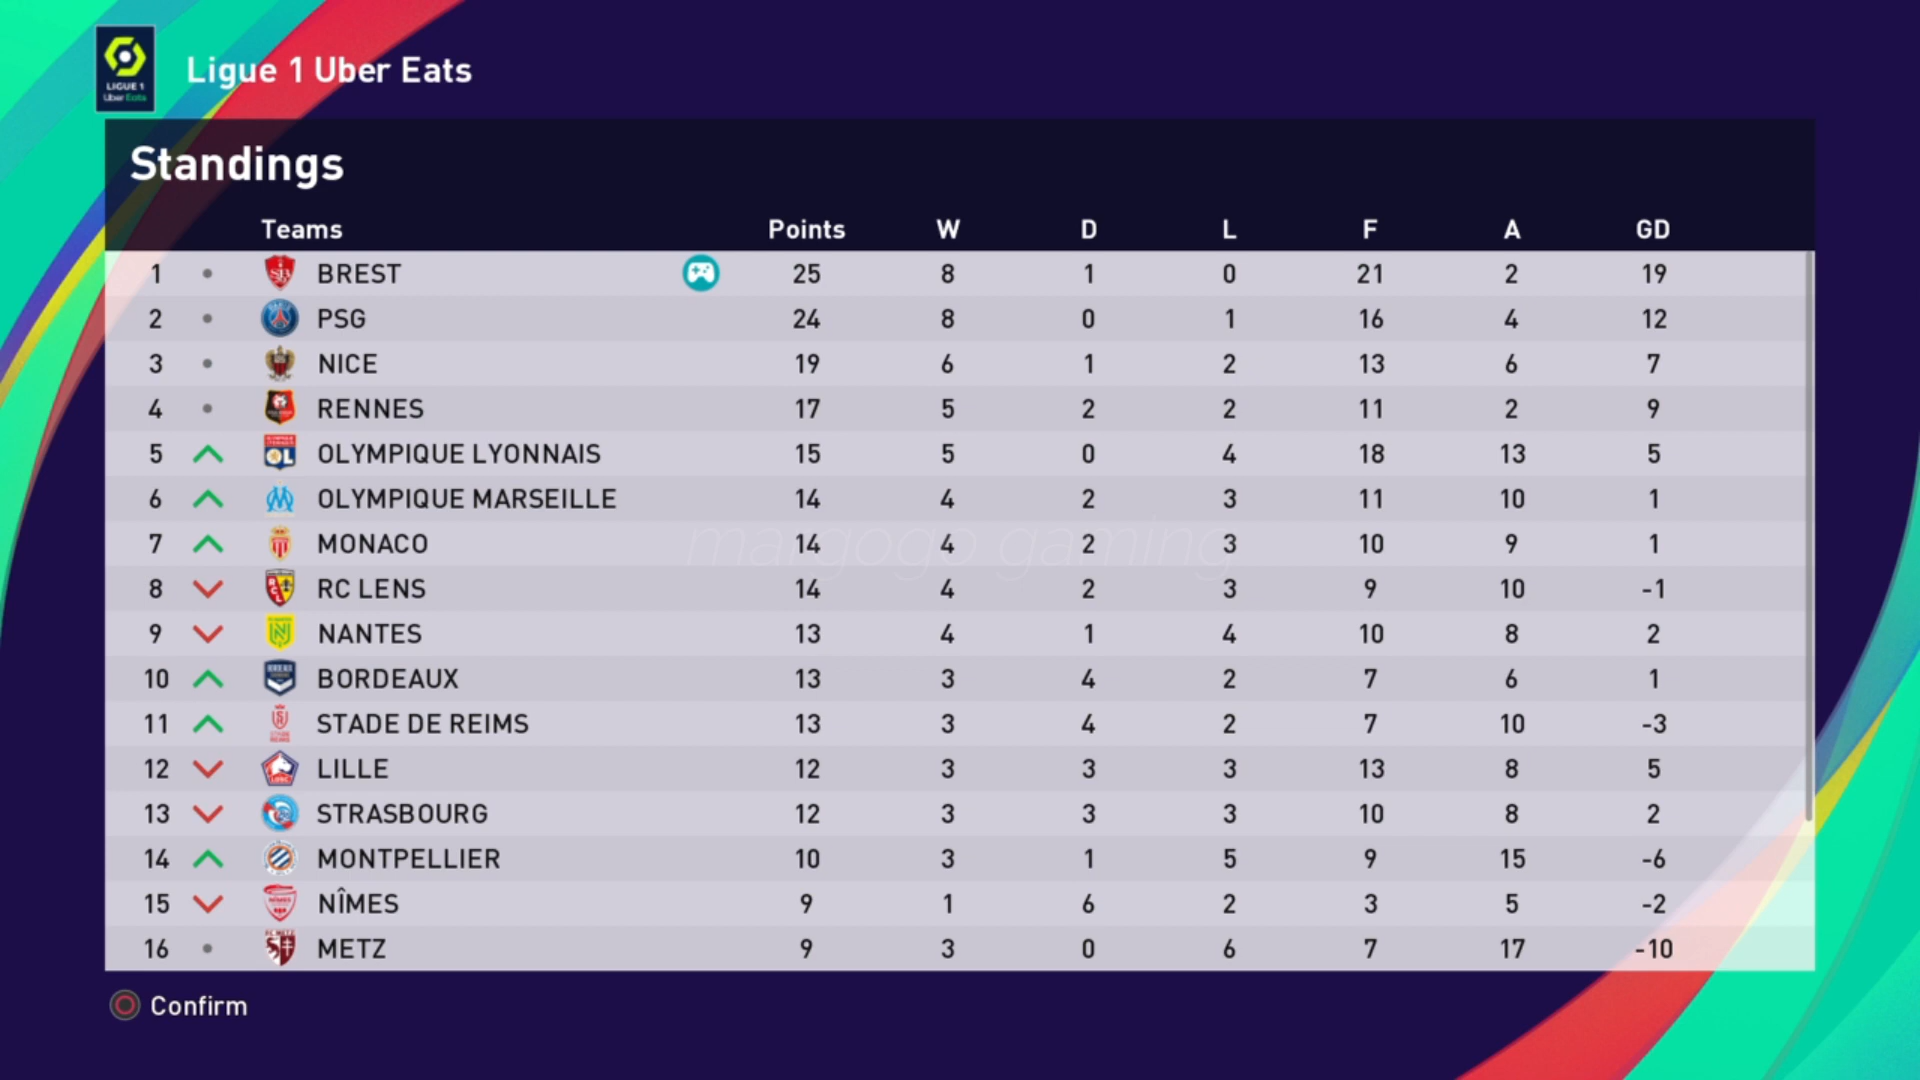 LIGUE 1
Uber Eats
Ligue 1 Uber Eats
Standings
Teams Points W D L F A GD
1 BREST 25 8 1 0 21 2 19
2 PSG 24 8 0 1 16 4 12
3 NICE 19 6 1 2 13 6 7
4 RENNES 17 5 2 2 11 2 9
5 OLYMPIQUE LYONNAIS 15 5 0 4 18 13 5
6 OLYMPIQUE MARSEILLE 14 4 2 3 11 10 1
7 MONACO 14 4 2 3 10 9 1
margogo gaming
8 RC LENS 14 4 2 3 9 10 -1
9 NANTES 13 4 1 4 10 8 2
10 BORDEAUX 13 3 4 2 7 6 1
11 STADE DE REIMS 13 3 4 2 7 10 -3
12 LILLE 12 3 3 3 13 8 5
13 STRASBOURG 12 3 3 3 10 8 2
14 MONTPELLIER 10 3 1 5 9 15 -6
15 NÎMES 9 1 6 2 3 5 -2
16 METZ 9 3 0 6 7 17 -10
Confirm